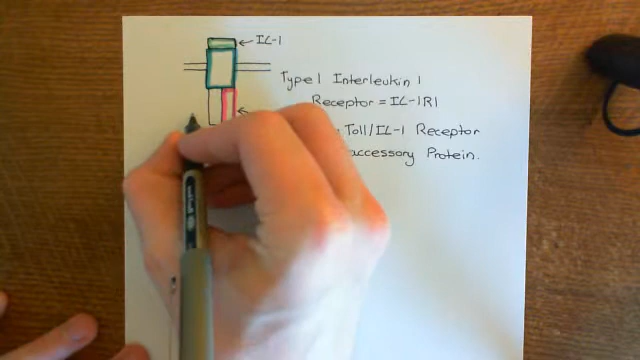 IL-1
Type 1 Interleukin 1
Receptor = IL-1R1
Toll/IL-1 Receptor
accessory Protein.